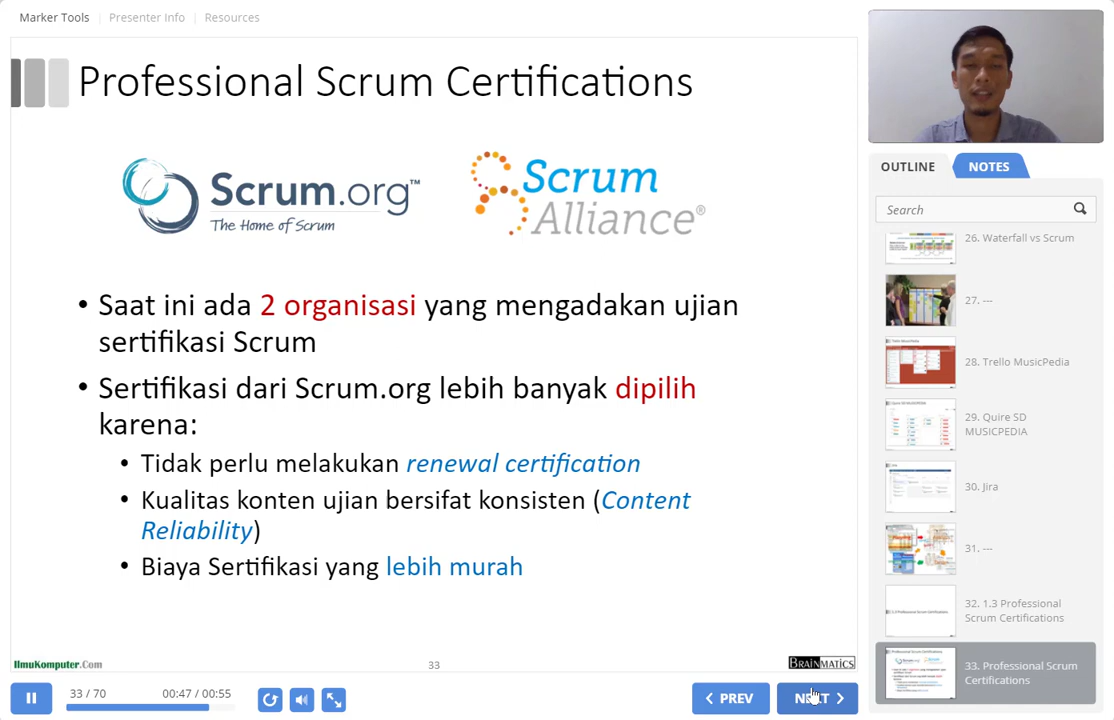 Marker Tools
Presenter Info
Resources
Professional Scrum Certifications
Scrum.org™
The Home of Scrum
Scrum
Alliance®
• Saat ini ada 2 organisasi yang mengadakan ujian
sertifikasi Scrum
• Sertifikasi dari Scrum.org lebih banyak dipilih
karena:
• Tidak perlu melakukan renewal certification
• Kualitas konten ujian bersifat konsisten (Content
Reliability)
• Biaya Sertifikasi yang lebih murah
IlmuKomputer.Com
33
BRAINMATICS
33 / 70
00:47 / 00:55
PREV
NEXT
OUTLINE
NOTES
Search
26. Waterfall vs Scrum
27. ---
28. Trello MusicPedia
29. Quire SD
MUSICPEDIA
30. Jira
31. ---
32. 1.3 Professional
Scrum Certifications
33. Professional Scrum
Certifications